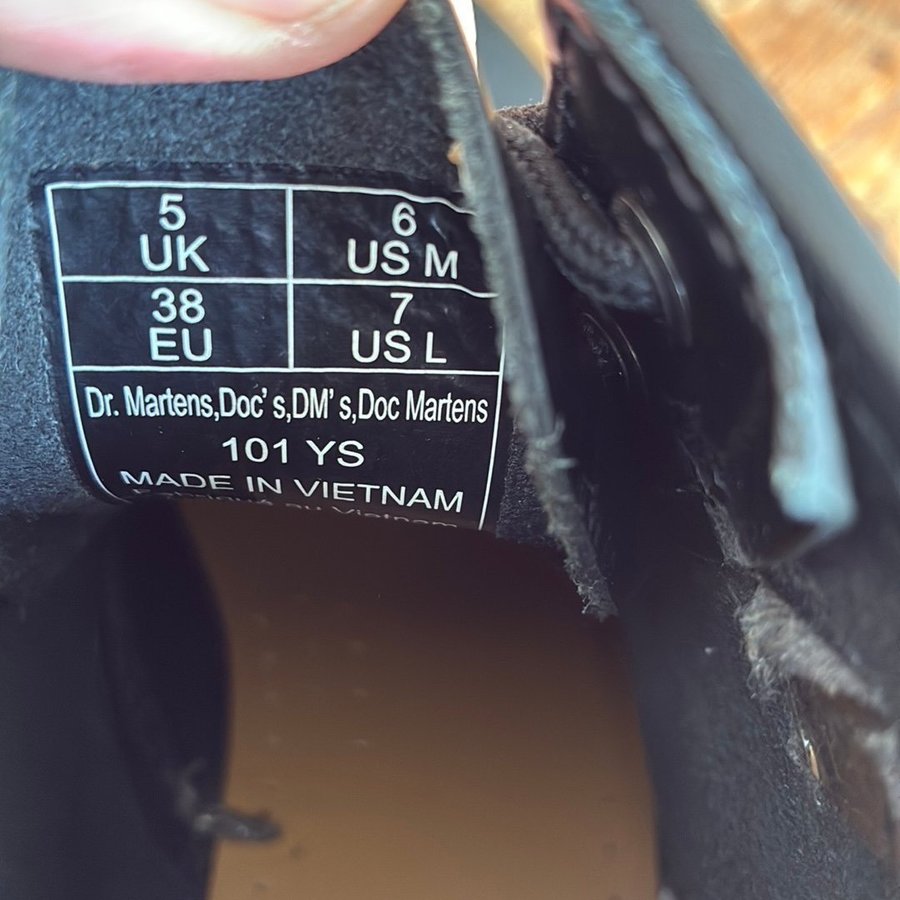 5
UK
6
US M
38
EU
7
US L
Dr. Martens,Doc's,DM's,Doc Martens
101 YS
MADE IN VIETNAM
Vietnam